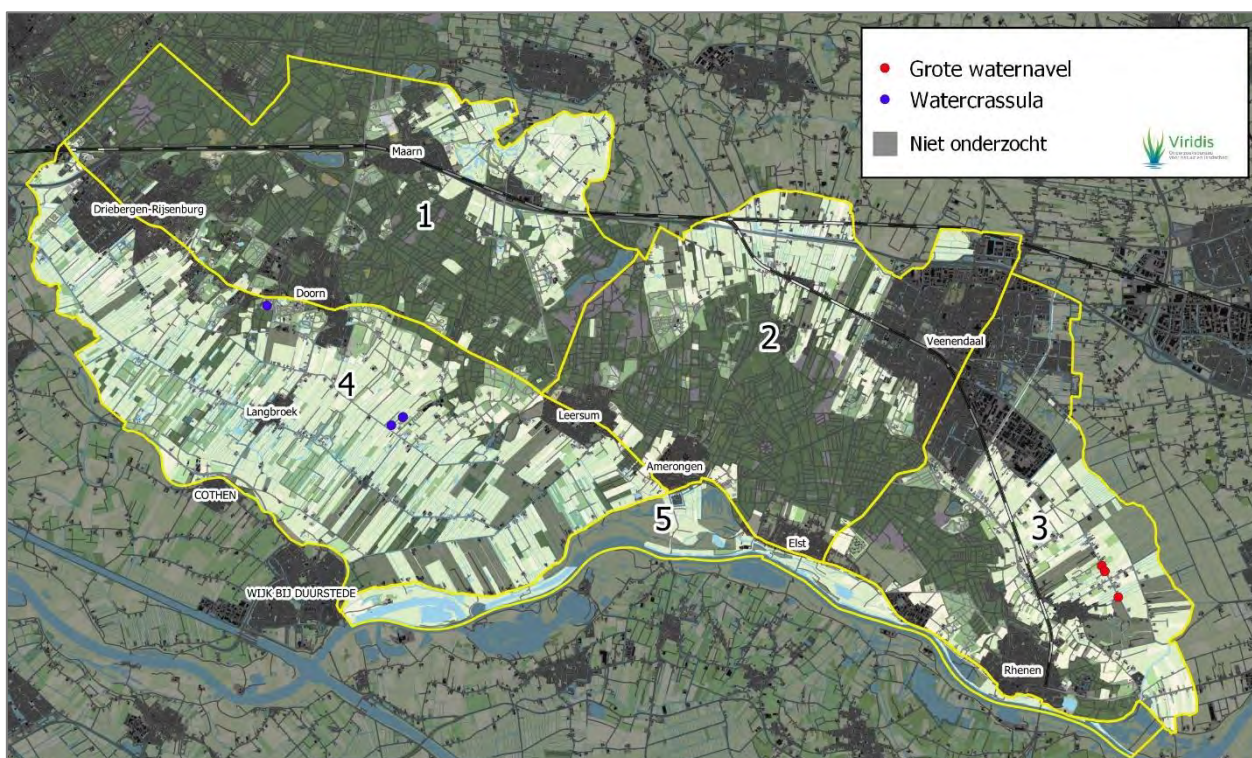 Grote waternavel
Watercrassula
Niet onderzocht
Viridis
Maarn
1
Driebergen-Rijsenburg
Doorn
2
Veenendaal
4
Langbroek
Leersum
Amerongen
COTHEN
5
Elst
3
WIJK BIJ DUURSTEDE
Rhenen